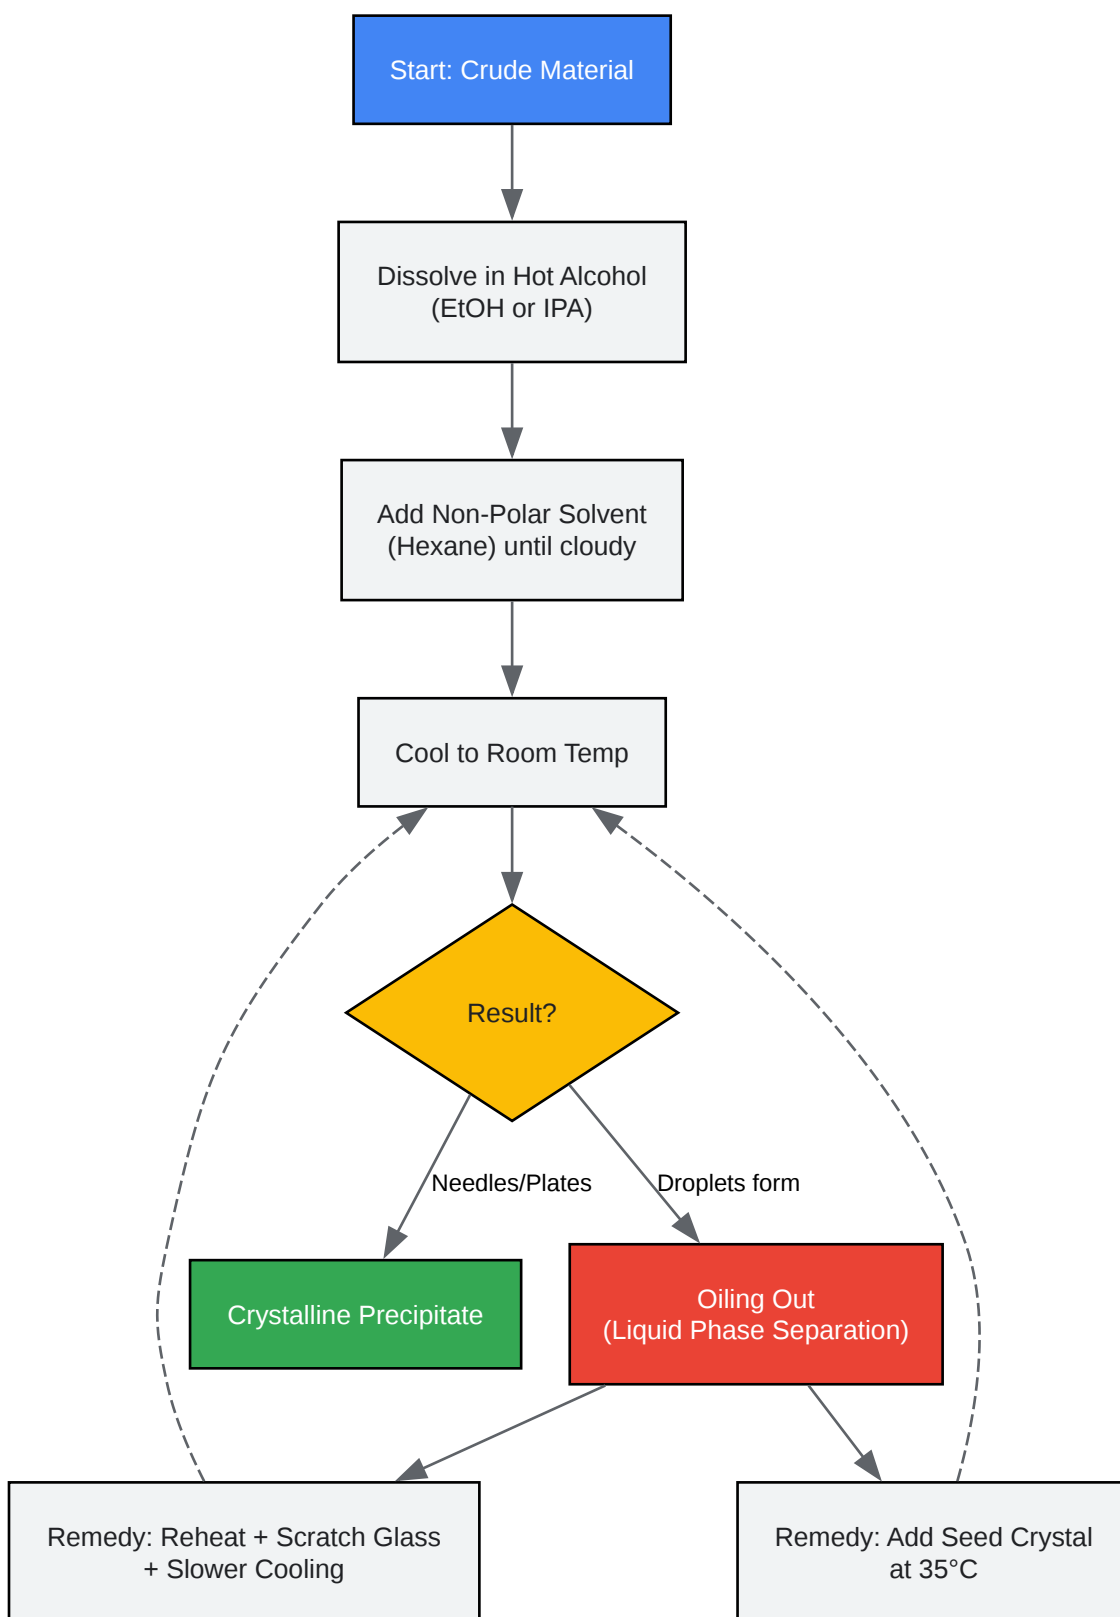 Start: Crude Material
Dissolve in Hot Alcohol
(EtOH or IPA)
Add Non-Polar Solvent
(Hexane) until cloudy
Cool to Room Temp
Result?
Needles/Plates
Droplets form
Crystalline Precipitate
Oiling Out
(Liquid Phase Separation)
Remedy: Reheat + Scratch Glass
+ Slower Cooling
Remedy: Add Seed Crystal
at 35°C